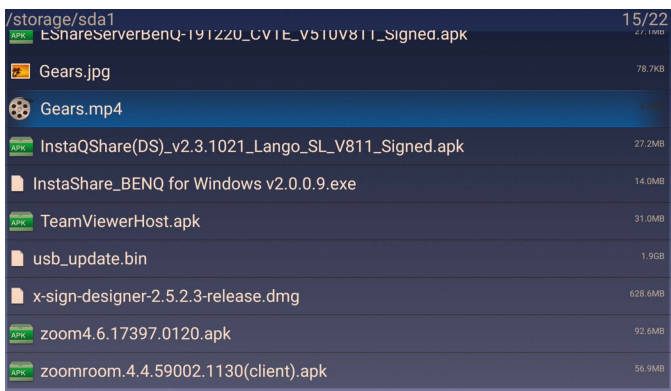 /storage/sda1 15/22
APK EShareServerBenQ-191220_CVTE_V510V811_Signed.apk 27.1MB
Gears.jpg 78.7KB
Gears.mp4
APK InstaQShare(DS)_v2.3.1021_Lango_SL_V811_Signed.apk 27.2MB
InstaShare_BENQ for Windows v2.0.0.9.exe 14.0MB
APK TeamViewerHost.apk 31.0MB
usb_update.bin 1.9GB
x-sign-designer-2.5.2.3-release.dmg 628.6MB
APK zoom4.6.17397.0120.apk 92.6MB
APK zoomroom.4.4.59002.1130(client).apk 56.9MB